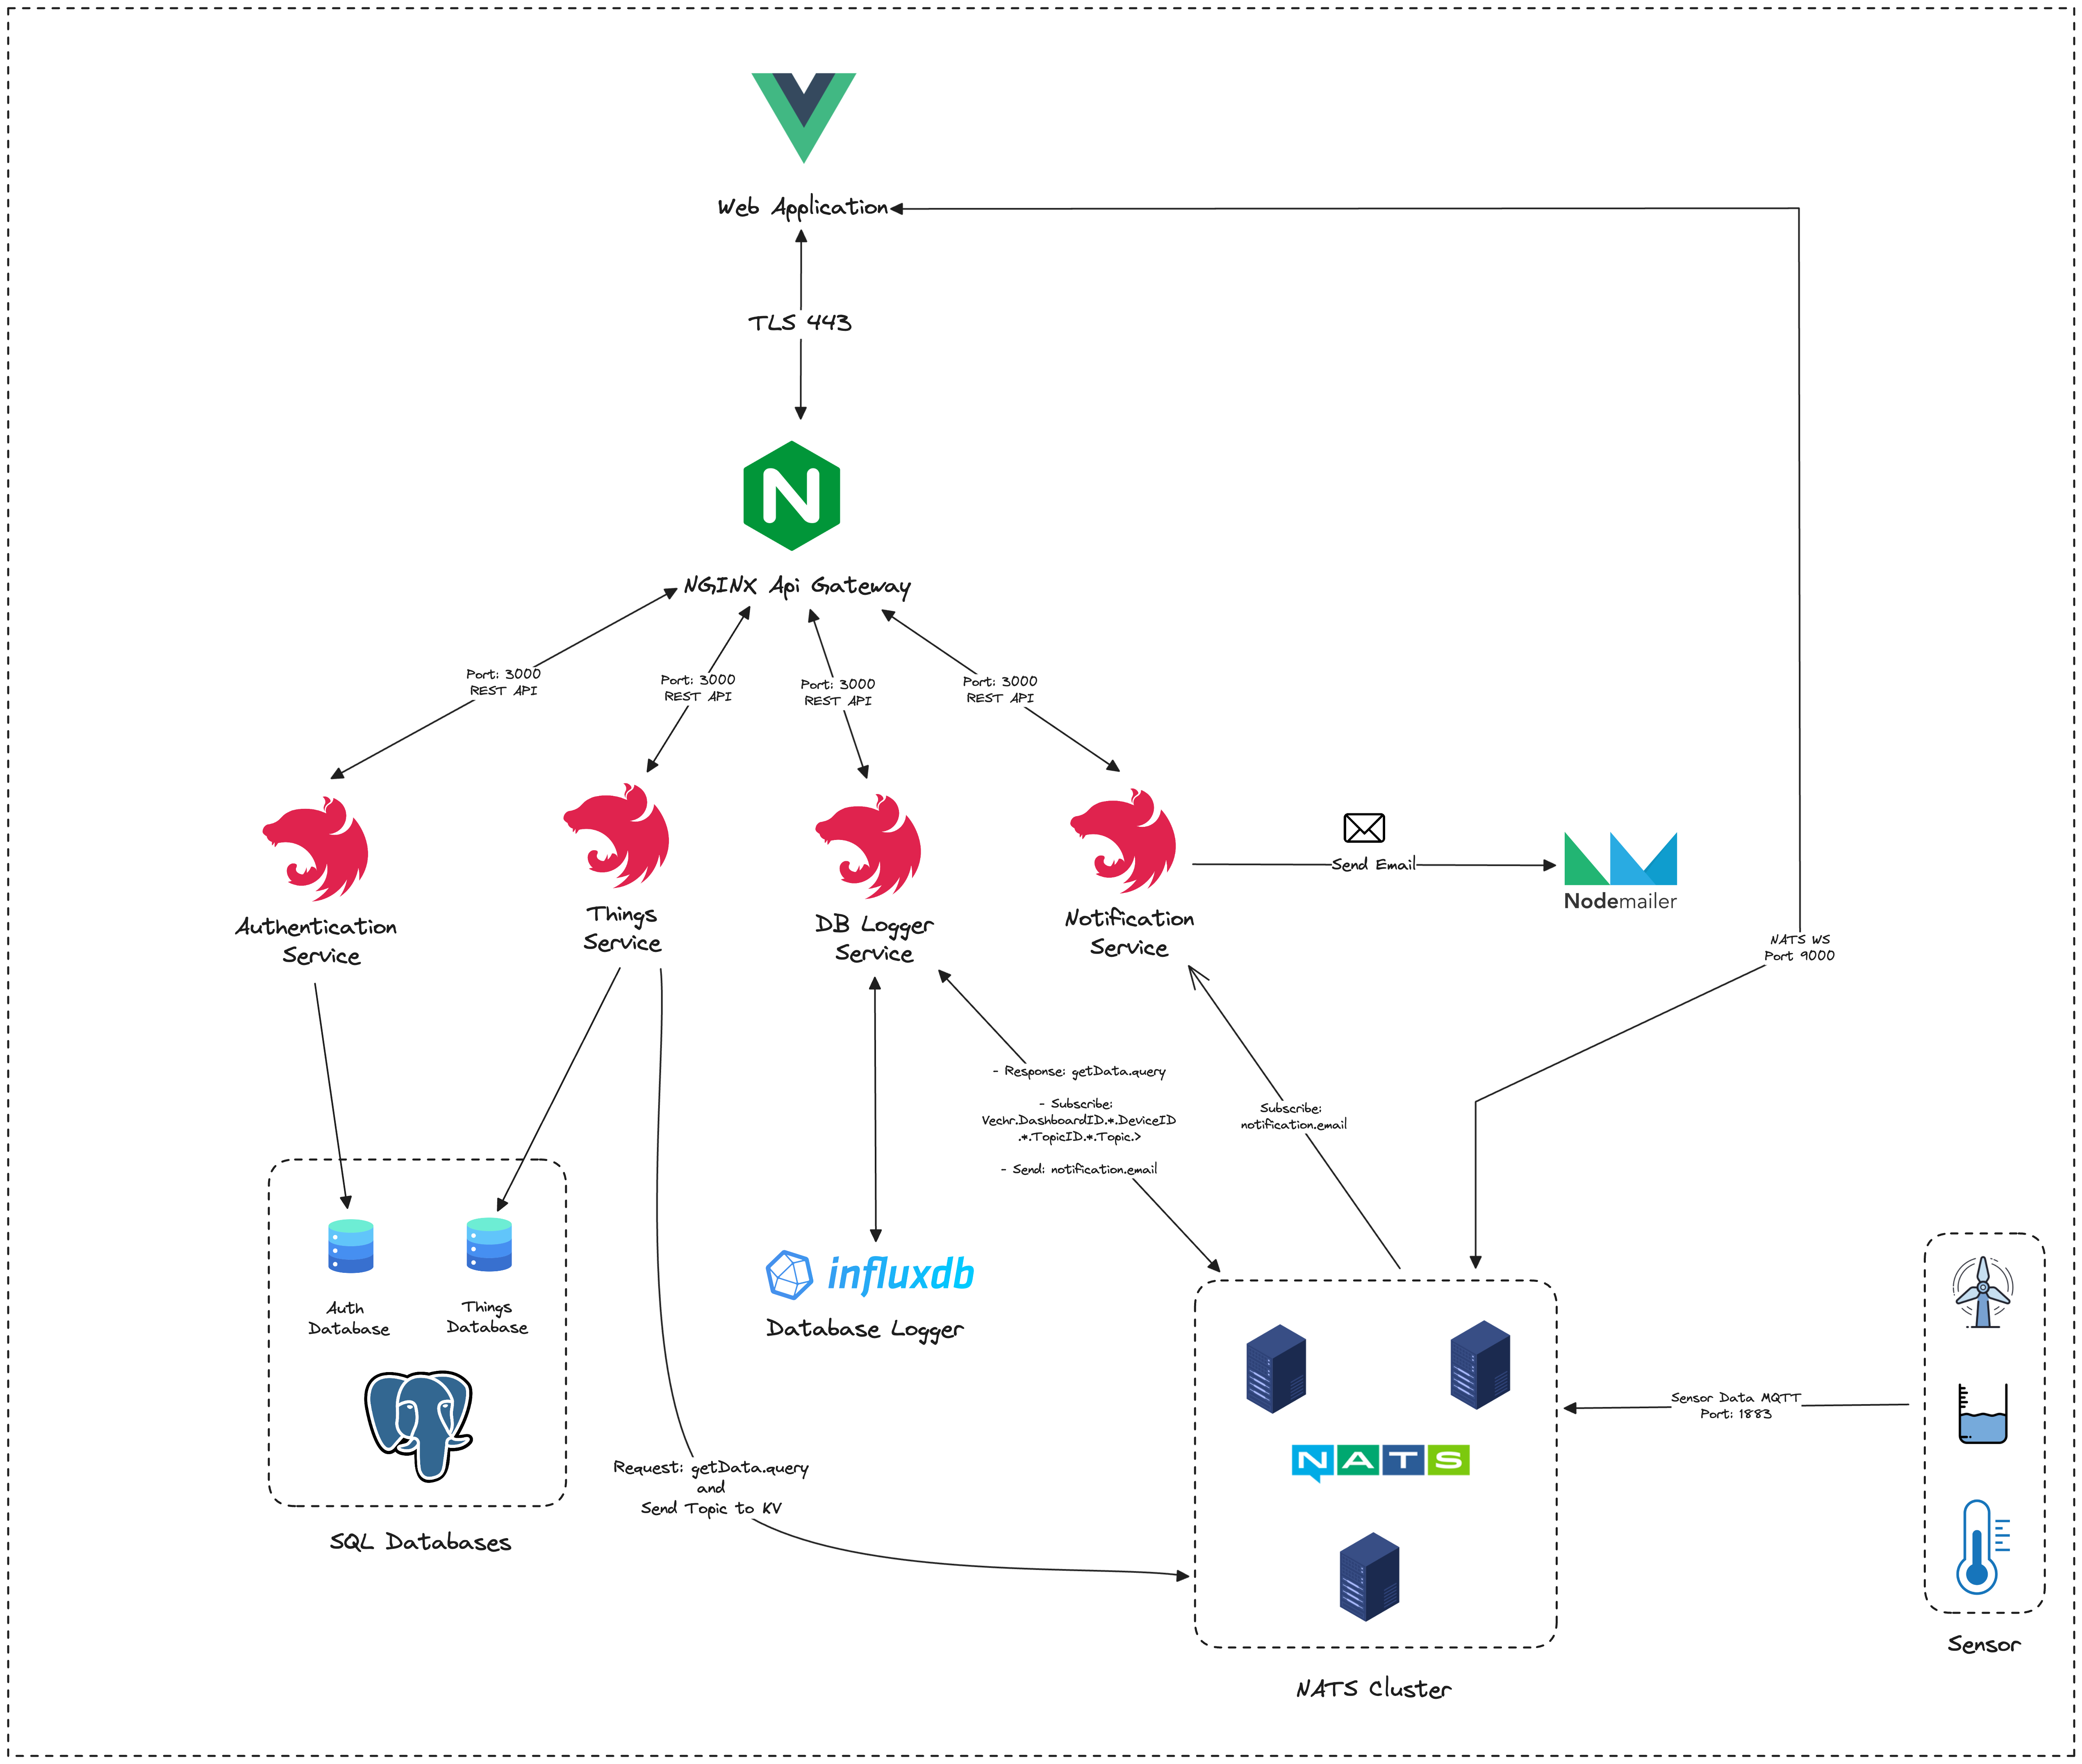 Web Application
TLS 443
NGINX Api Gateway
Port: 3000
REST API
Port: 3000
REST API
Port: 3000
REST API
Port: 3000
REST API
Authentication
Service
Things
Service
DB Logger
Service
Notification
Service
Send Email
Nodemailer
NATS WS
Port 9000
- Response: getData.query
- Subscribe:
Vechr.DashboardID.*.DeviceID
.*.TopicID.*.Topic.>
- Send: notification.email
Subscribe:
notification.email
Auth
Database
Things
Database
SQL Databases
influxdb
Database Logger
Request: getData.query
and
Send Topic to KV
NATS
NATS Cluster
Sensor Data MQTT
Port: 1883
Sensor